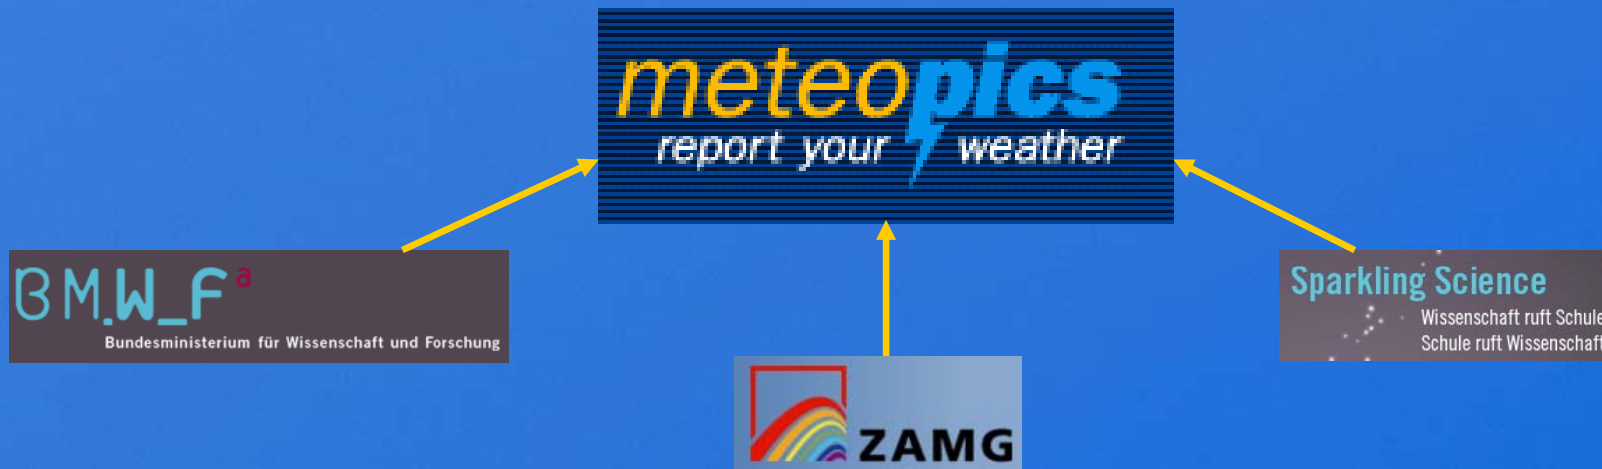 meteopics
report your weather
BM.W_Fa
Bundesministerium für Wissenschaft und Forschung
Sparkling Science
Wissenschaft ruft Schule
Schule ruft Wissenschaft
ZAMG